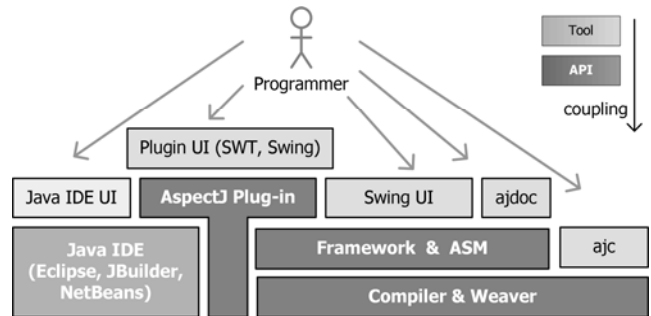 Programmer
Tool
API
coupling
Plugin UI (SWT, Swing)
Java IDE UI
AspectJ Plug-in
Swing UI
ajdoc
Java IDE
(Eclipse, JBuilder,
NetBeans)
Framework & ASM
ajc
Compiler & Weaver